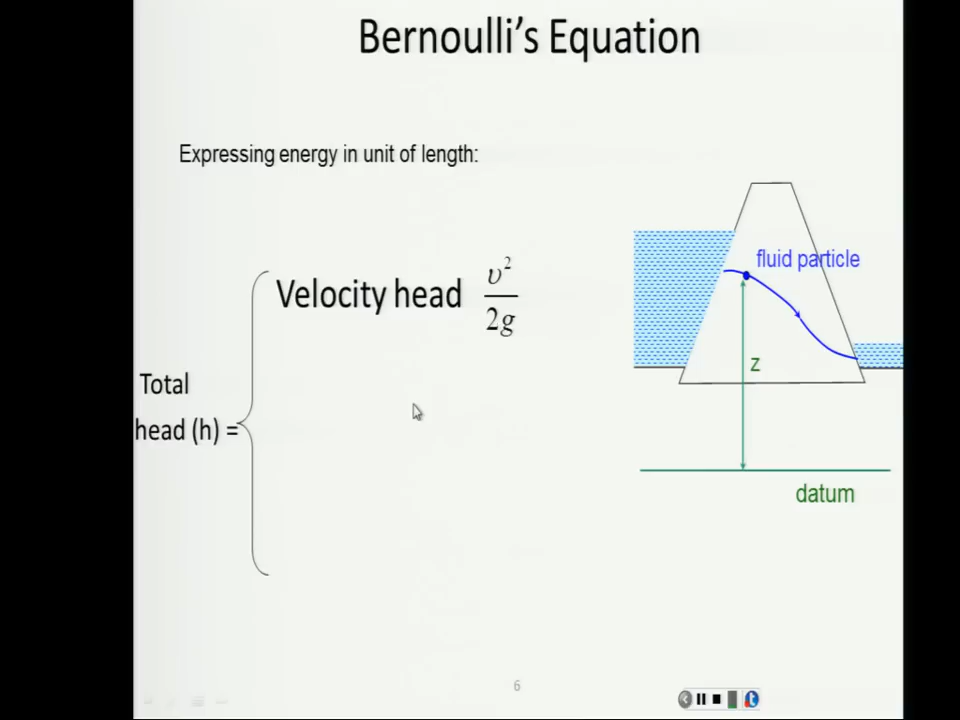 Bernoulli's Equation
Expressing energy in unit of length:
Velocity head υ²/2g
Total
head (h) =
fluid particle
z
datum
6